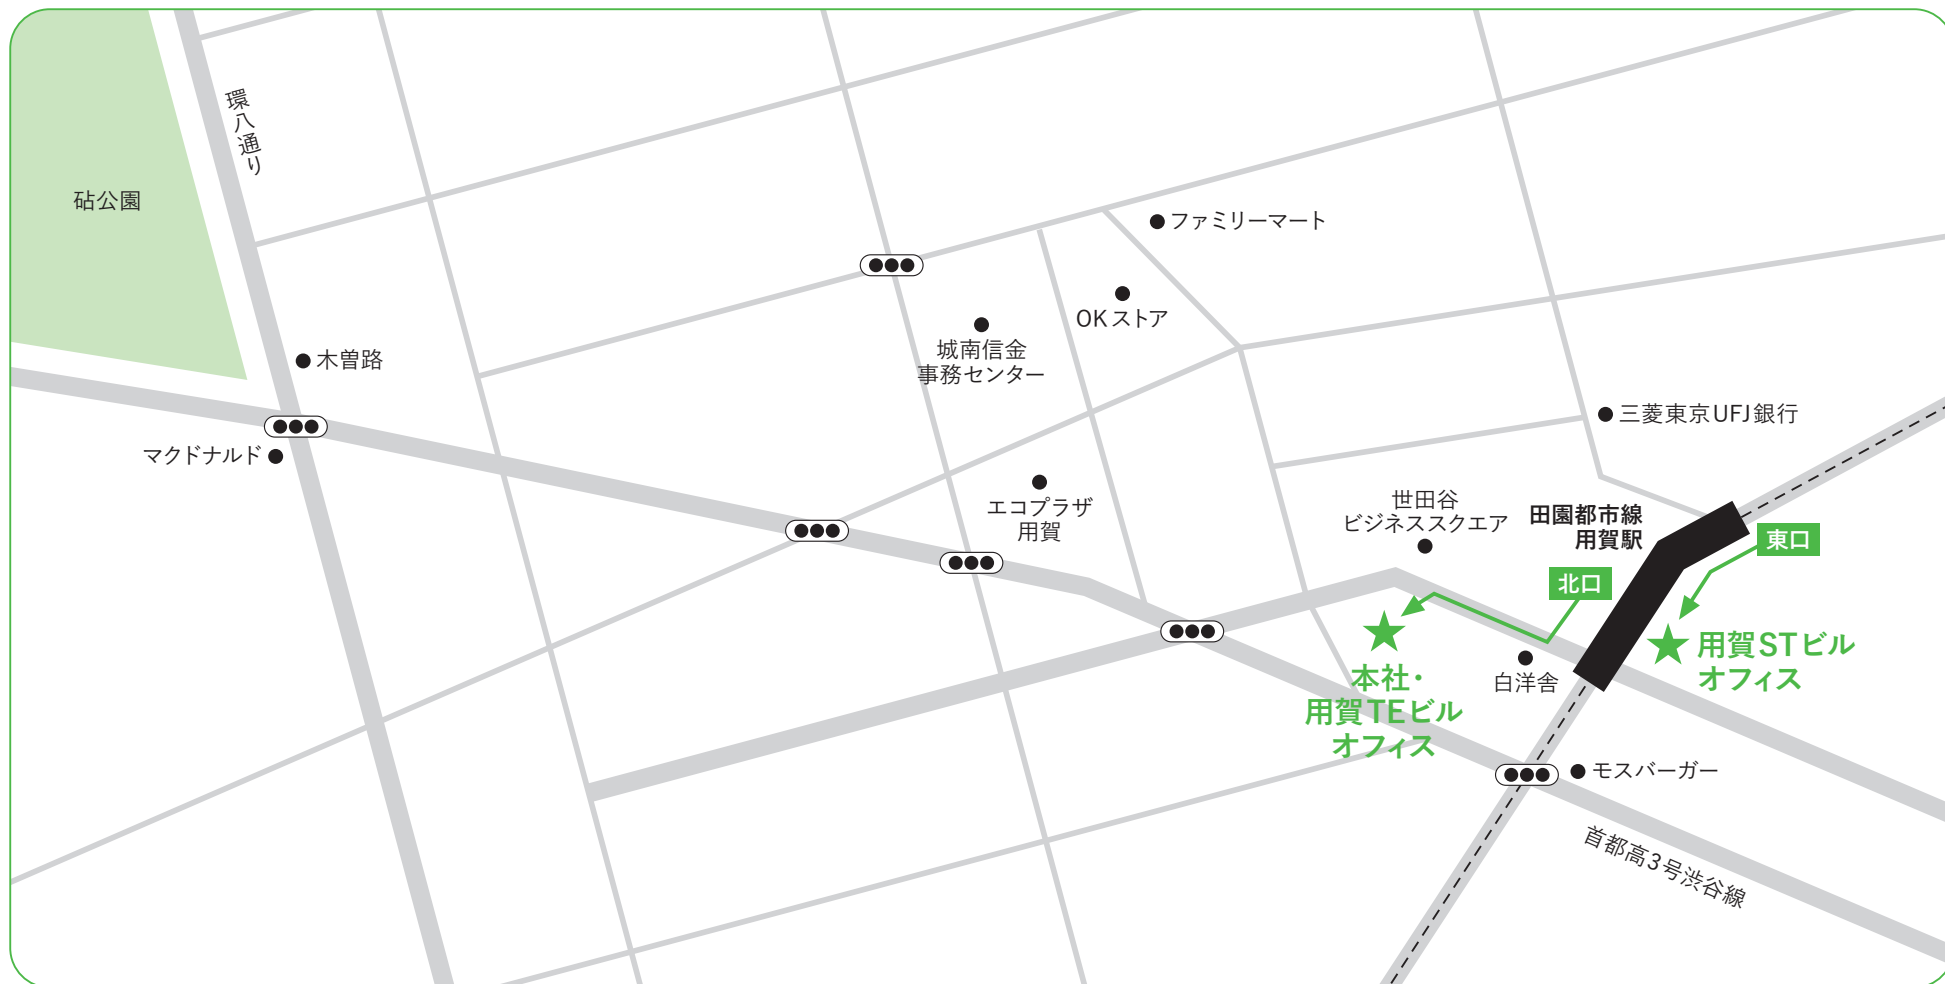 環八通り
砧公園
ファミリーマート
OKストア
城南信金
事務センター
木曽路
マクドナルド
三菱東京UFJ銀行
エコプラザ
用賀
世田谷
ビジネススクエア
田園都市線
用賀駅
東口
北口
用賀STビル
オフィス
本社・
用賀TEビル
オフィス
白洋舎
モスバーガー
首都高3号渋谷線